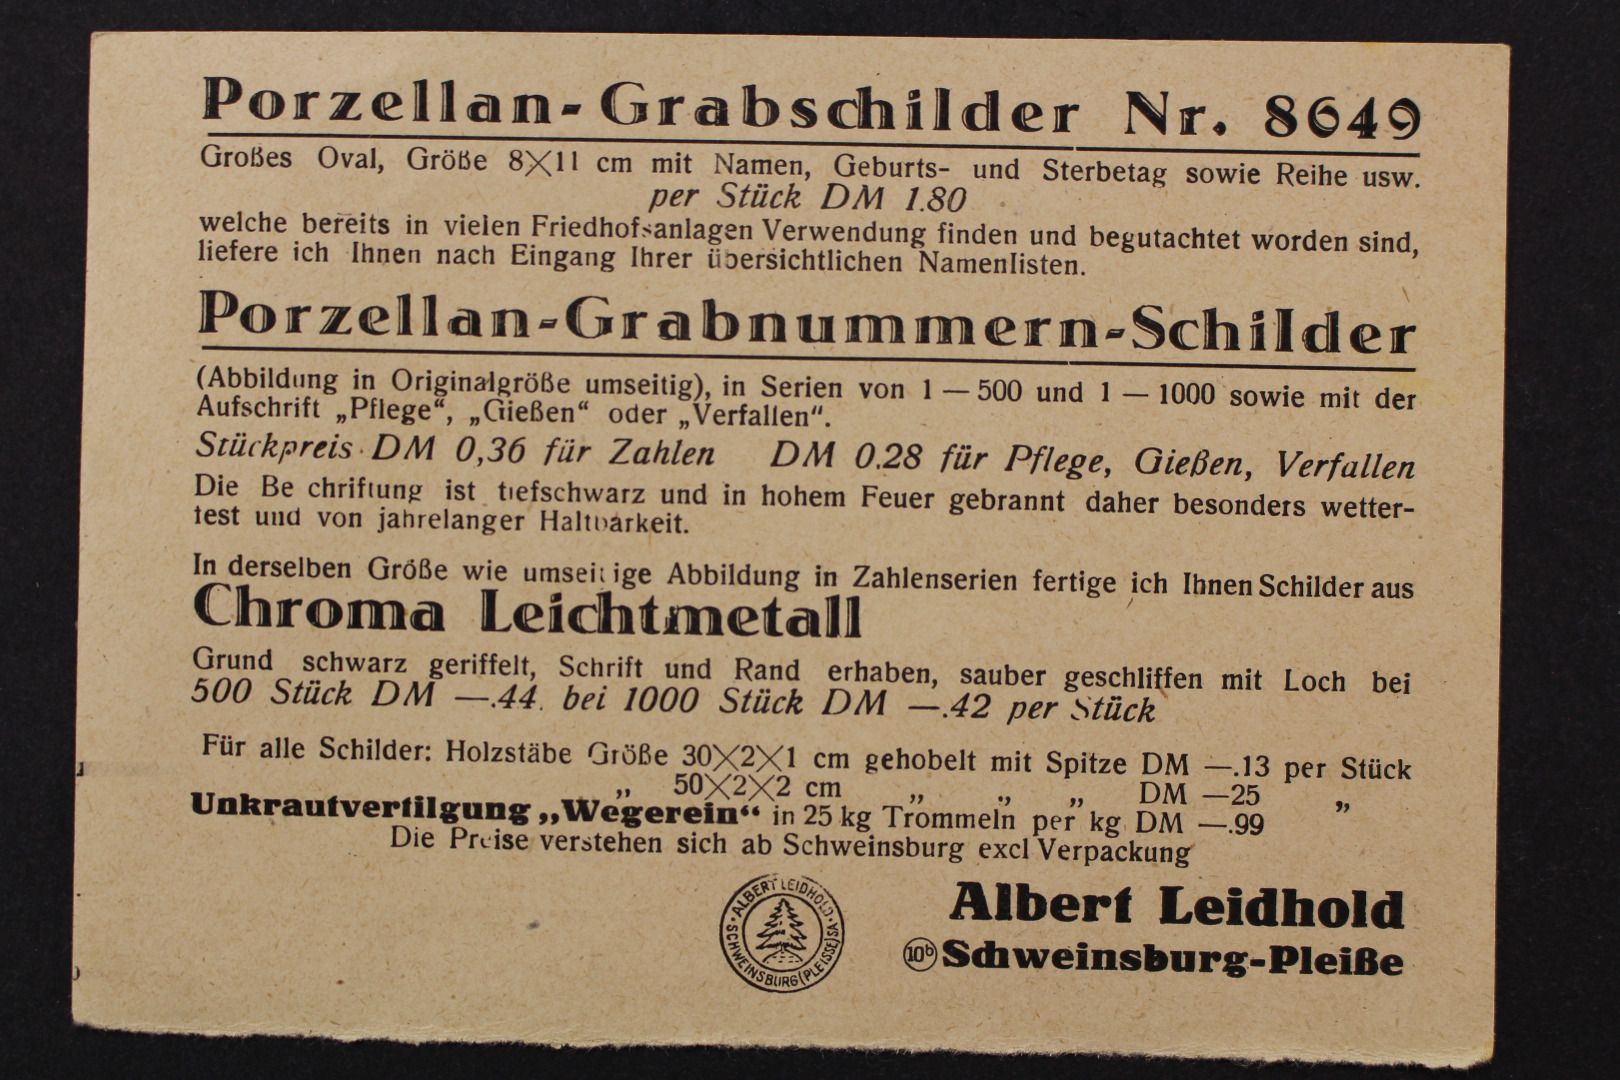 Porzellan-Grabschilder Nr. 8649
Großes Oval, Größe 8×11 cm mit Namen, Geburts- und Sterbetag sowie Reihe usw.
per Stück DM 1.80
welche bereits in vielen Friedhofsanlagen Verwendung finden und begutachtet worden sind,
liefere ich Ihnen nach Eingang Ihrer übersichtlichen Namenlisten.
Porzellan-Grabnummern-Schilder
(Abbildung in Originalgröße umseitig), in Serien von 1 — 500 und 1 — 1000 sowie mit der
Aufschrift „Pflege“, „Gießen“ oder „Verfallen“.
Stückpreis DM 0,36 für Zahlen DM 0.28 für Pflege, Gießen, Verfallen
Die Be chriftung ist tiefschwarz und in hohem Feuer gebrannt daher besonders wetter-
fest und von jahrelanger Haltbarkeit.
In derselben Größe wie umseitige Abbildung in Zahlenserien fertige ich Ihnen Schilder aus
Chroma Leichtmetall
Grund schwarz geriffelt, Schrift und Rand erhaben, sauber geschliffen mit Loch bei
500 Stück DM —.44. bei 1000 Stück DM —.42 per Stück
Für alle Schilder: Holzstäbe Größe 30×2×1 cm gehobelt mit Spitze DM —.13 per Stück
„ 50×2×2 cm „ „ „ DM —25 „
Unkrautvertilgung „Wegerein“ in 25 kg Trommeln per kg DM —.99
Die Preise verstehen sich ab Schweinsburg excl Verpackung
ALBERT LEIDHOLD · SCHWEINSBURG (PLEISSE) SA ·
Albert Leidhold
10b Schweinsburg-Pleiße